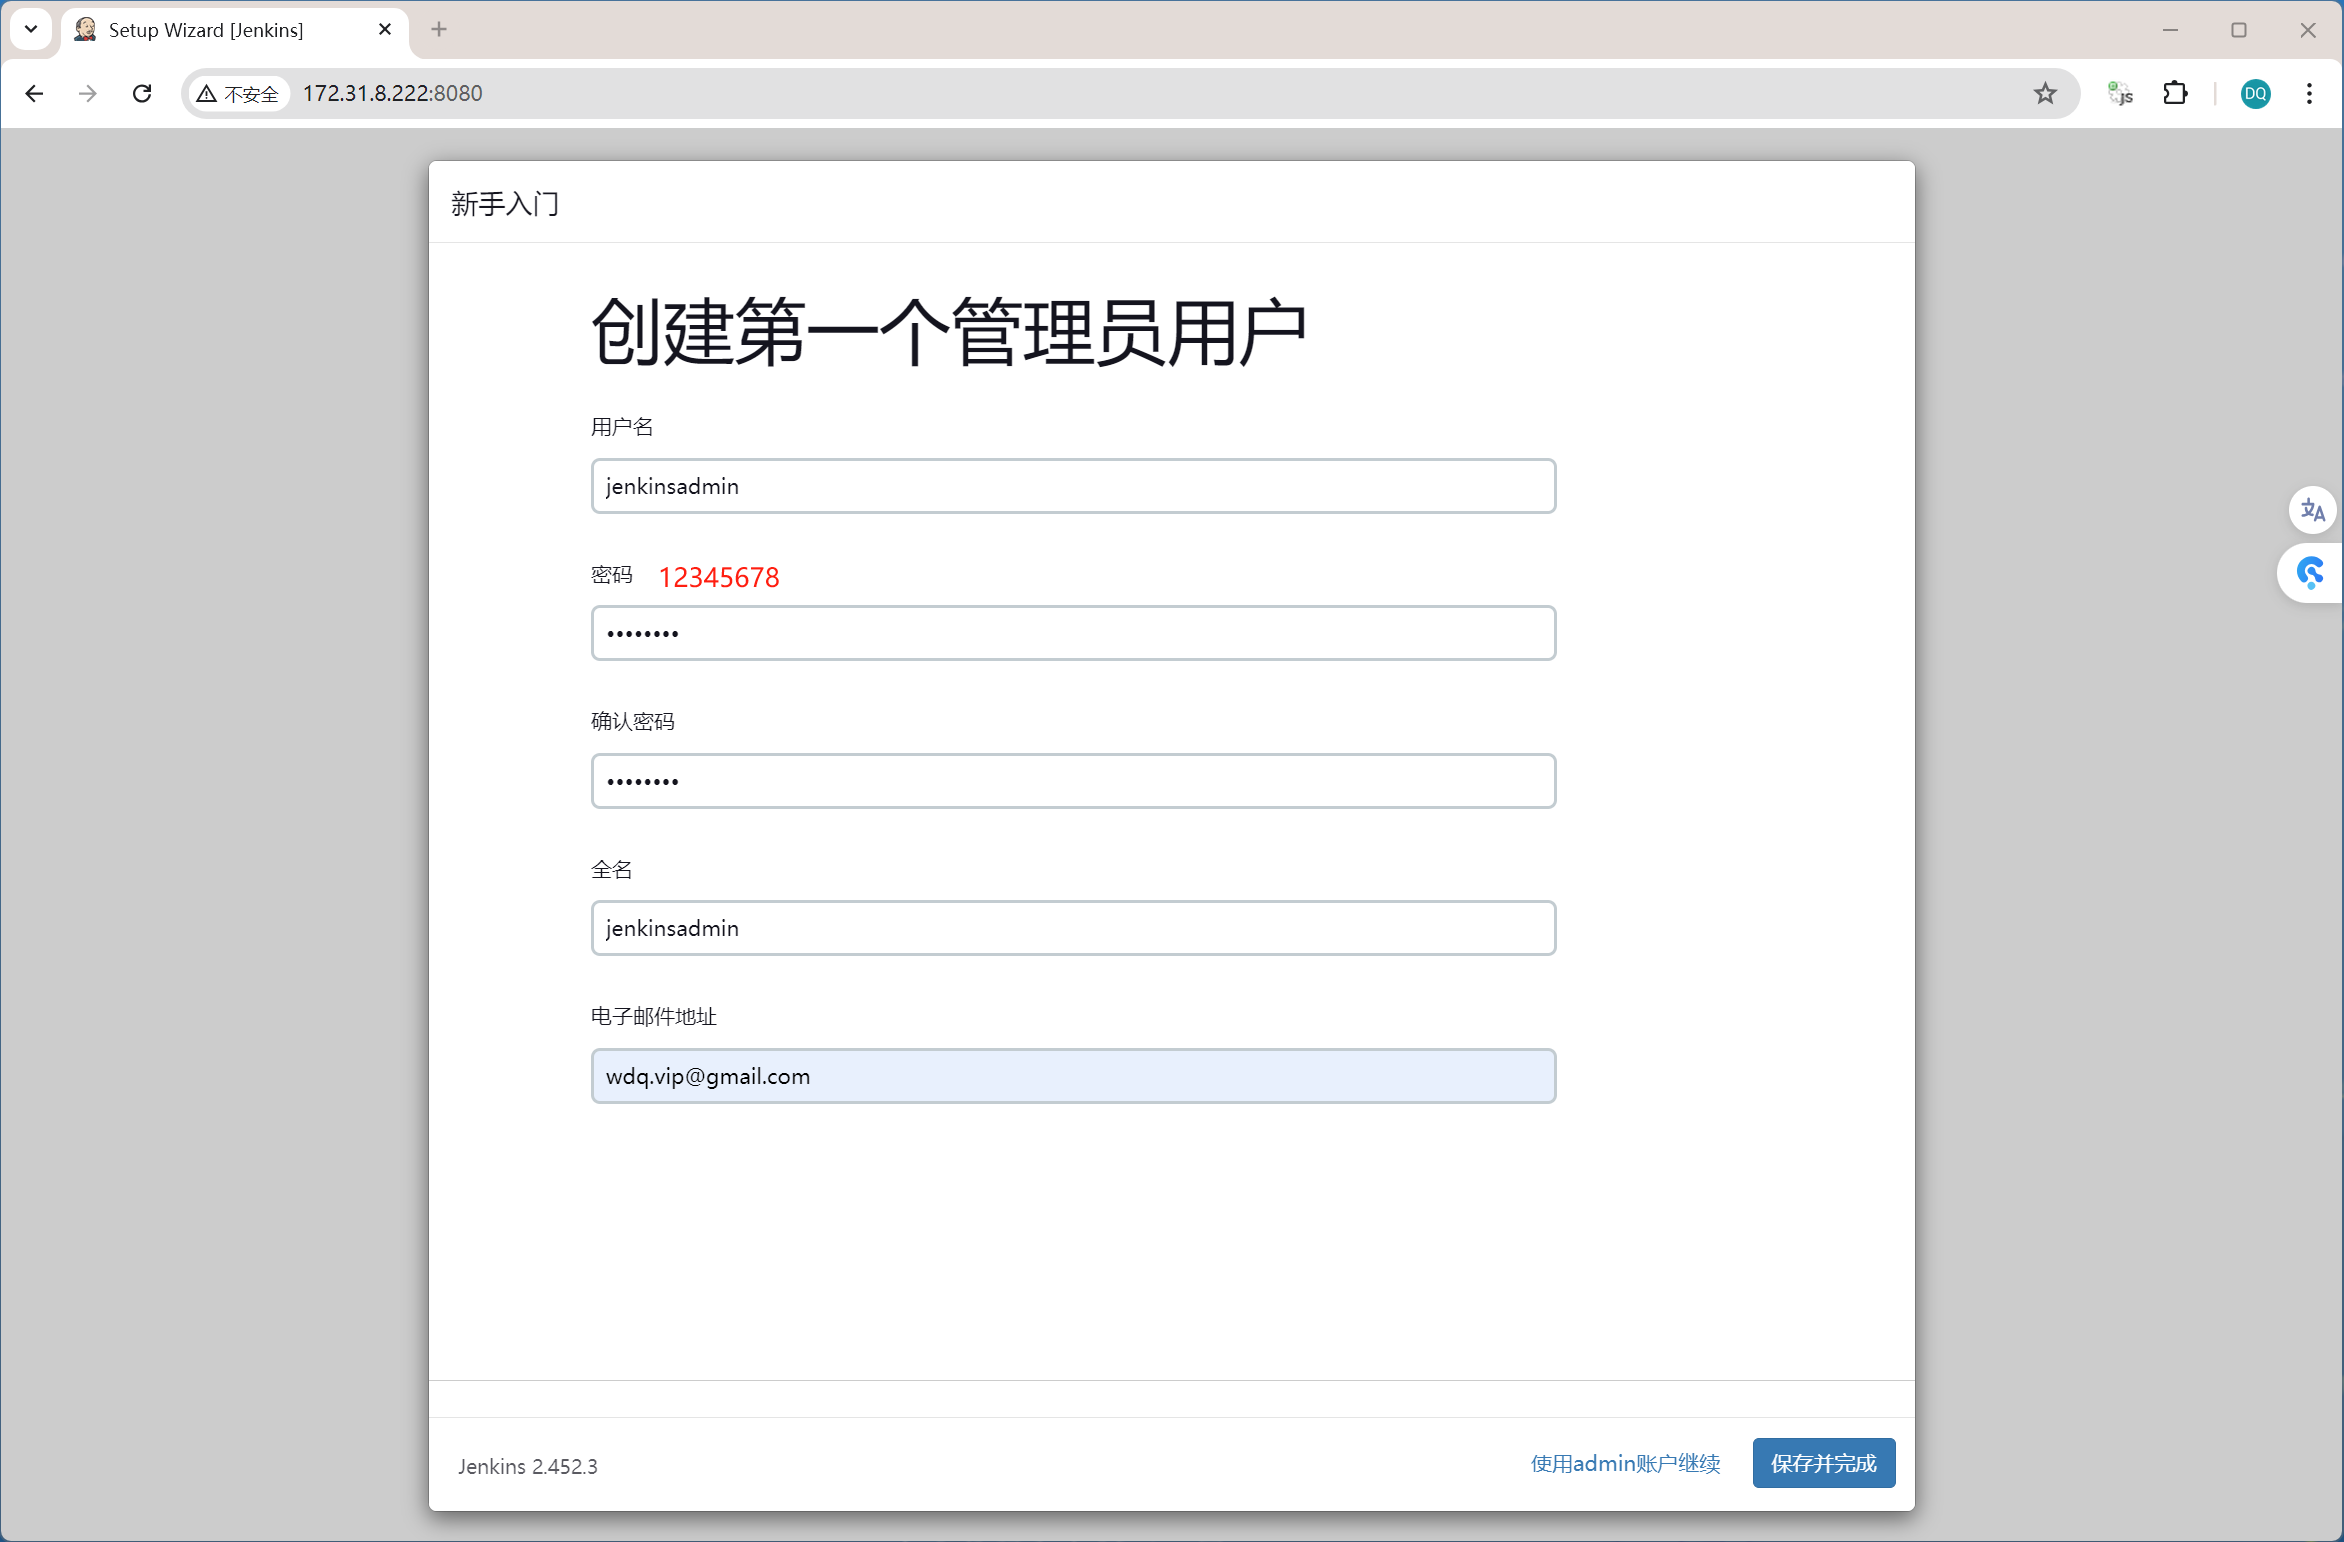 Setup Wizard [Jenkins]
不安全 172.31.8.222:8080
JS
DQ
新手入门
创建第一个管理员用户
用户名
jenkinsadmin
密码 12345678
••••••••
确认密码
••••••••
全名
jenkinsadmin
电子邮件地址
wdq.vip@gmail.com
Jenkins 2.452.3
使用admin账户继续
保存并完成
文A